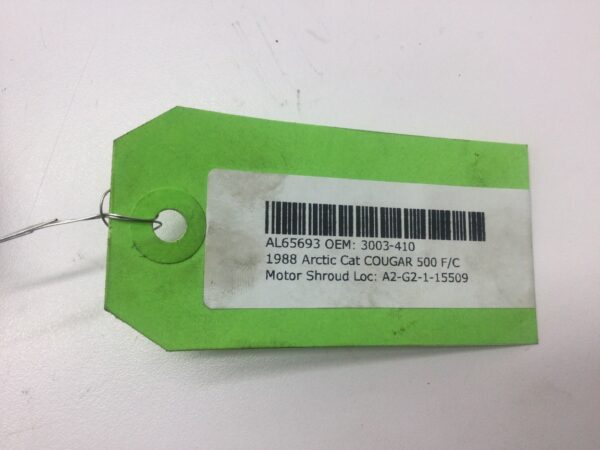 AL65693 OEM: 3003-410
1988 Arctic Cat COUGAR 500 F/C
Motor Shroud Loc: A2-G2-1-15509